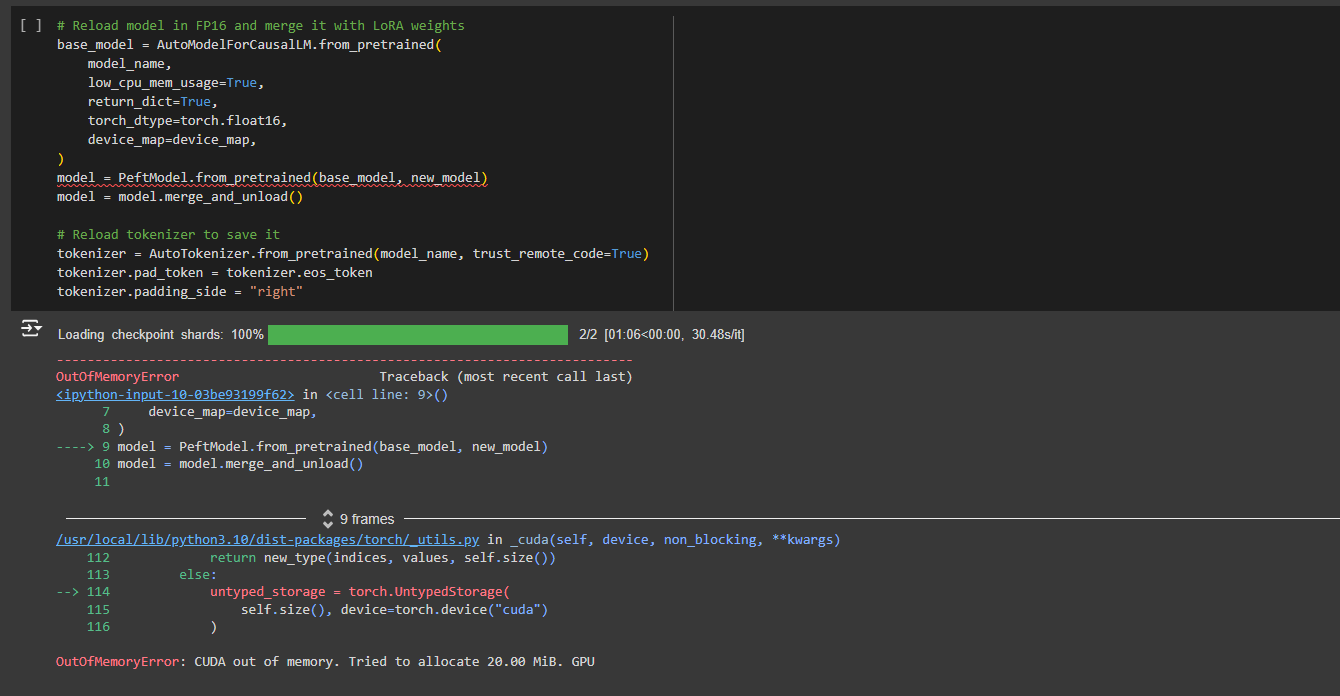 [ ] # Reload model in FP16 and merge it with LoRA weights
base_model = AutoModelForCausalLM.from_pretrained(
    model_name,
    low_cpu_mem_usage=True,
    return_dict=True,
    torch_dtype=torch.float16,
    device_map=device_map,
)
model = PeftModel.from_pretrained(base_model, new_model)
model = model.merge_and_unload()

# Reload tokenizer to save it
tokenizer = AutoTokenizer.from_pretrained(model_name, trust_remote_code=True)
tokenizer.pad_token = tokenizer.eos_token
tokenizer.padding_side = "right"
Loading checkpoint shards: 100% 2/2 [01:06<00:00, 30.48s/it]
---------------------------------------------------------------------------
OutOfMemoryError                          Traceback (most recent call last)
<ipython-input-10-03be93199f62> in <cell line: 9>()
      7     device_map=device_map,
      8 )
----> 9 model = PeftModel.from_pretrained(base_model, new_model)
     10 model = model.merge_and_unload()
     11
9 frames
/usr/local/lib/python3.10/dist-packages/torch/_utils.py in _cuda(self, device, non_blocking, **kwargs)
    112             return new_type(indices, values, self.size())
    113         else:
--> 114             untyped_storage = torch.UntypedStorage(
    115                 self.size(), device=torch.device("cuda")
    116             )
OutOfMemoryError: CUDA out of memory. Tried to allocate 20.00 MiB. GPU